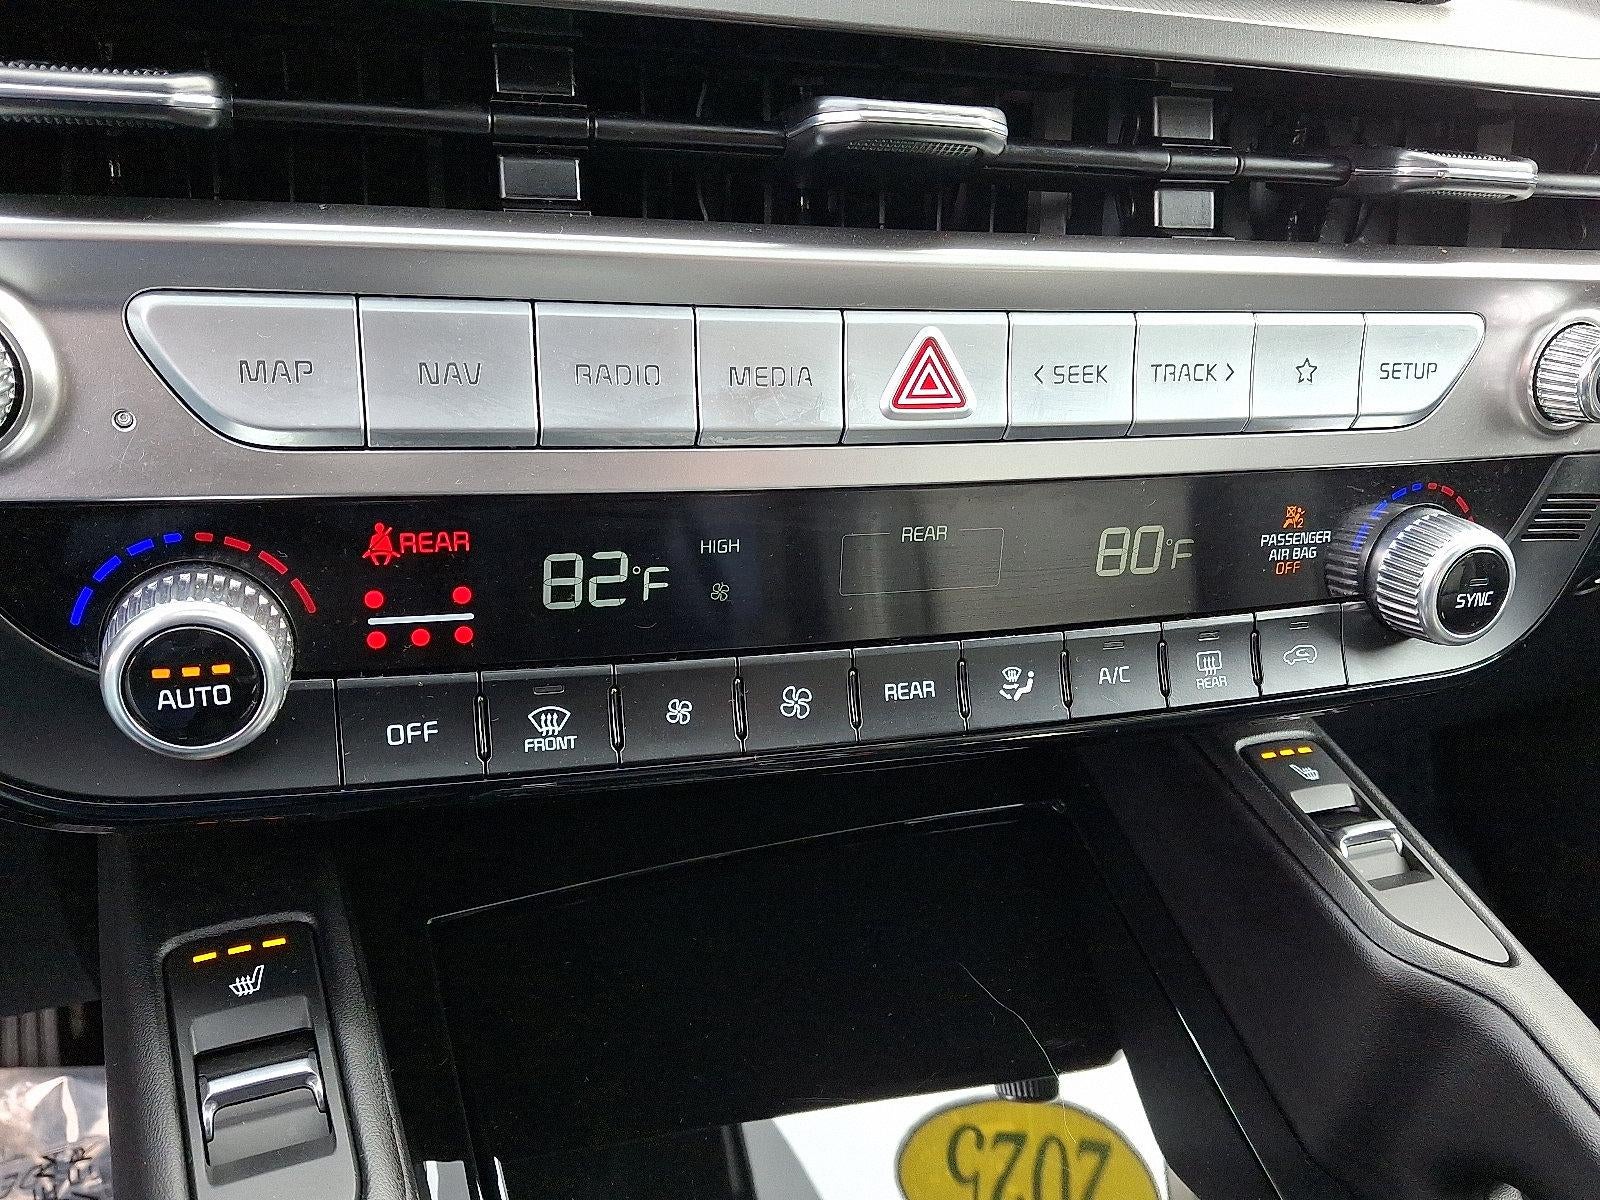 MAP NAV RADIO MEDIA < SEEK TRACK > SETUP
REAR
82°F HIGH
REAR
80°F
PASSENGER
AIR BAG
OFF
SYNC
AUTO
OFF
FRONT
REAR
A/C
REAR
2025